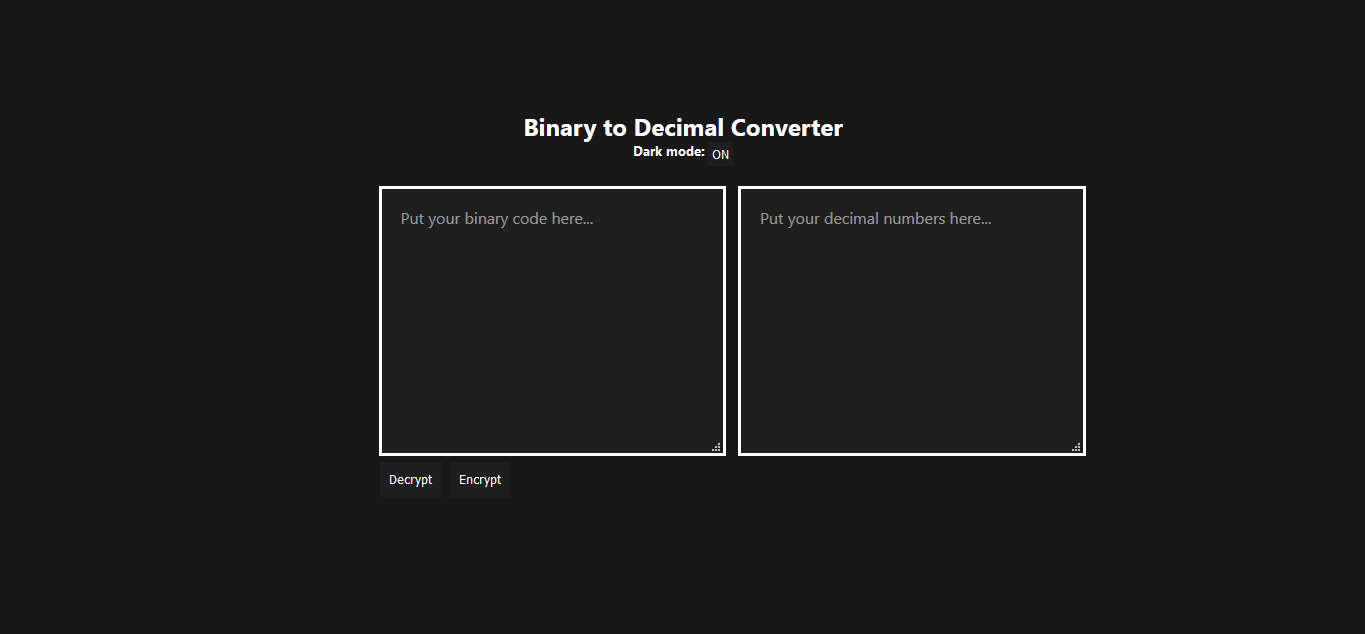 Binary to Decimal Converter
Dark mode: ON
Put your binary code here...
Put your decimal numbers here...
Decrypt Encrypt